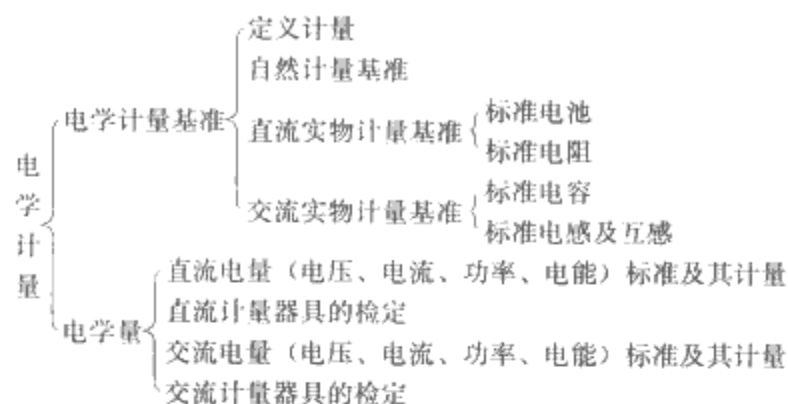 电学计量
电学计量基准
定义计量
自然计量基准
直流实物计量基准
标准电池
标准电阻
交流实物计量基准
标准电容
标准电感及互感
电学量
直流电量（电压、电流、功率、电能）标准及其计量
直流计量器具的检定
交流电量（电压、电流、功率、电能）标准及其计量
交流计量器具的检定